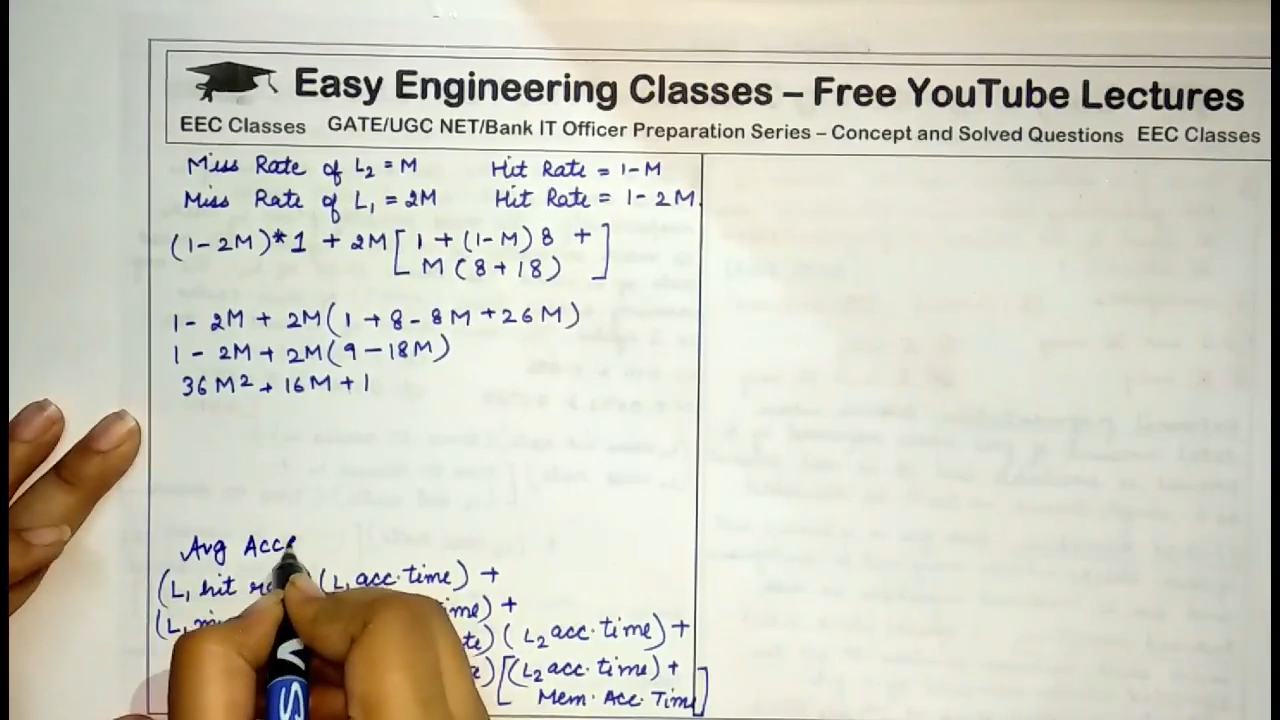 Easy Engineering Classes – Free YouTube Lectures
EEC Classes GATE/UGC NET/Bank IT Officer Preparation Series – Concept and Solved Questions EEC Classes
Miss Rate of L2 = M Hit Rate = 1-M
Miss Rate of L1 = 2M Hit Rate = 1-2M
(1-2M)*1 + 2M[1 + (1-M)8 +
M(8+18)]
1-2M + 2M(1+8-8M+26M)
1-2M+2M(9-18M)
36M2+16M+1
Avg Acce
(L1 hit (L1 acc. time) +
(L1 time) +
(L2 acc. time) +
[(L2 acc. time) +
Mem. Acc. Time]